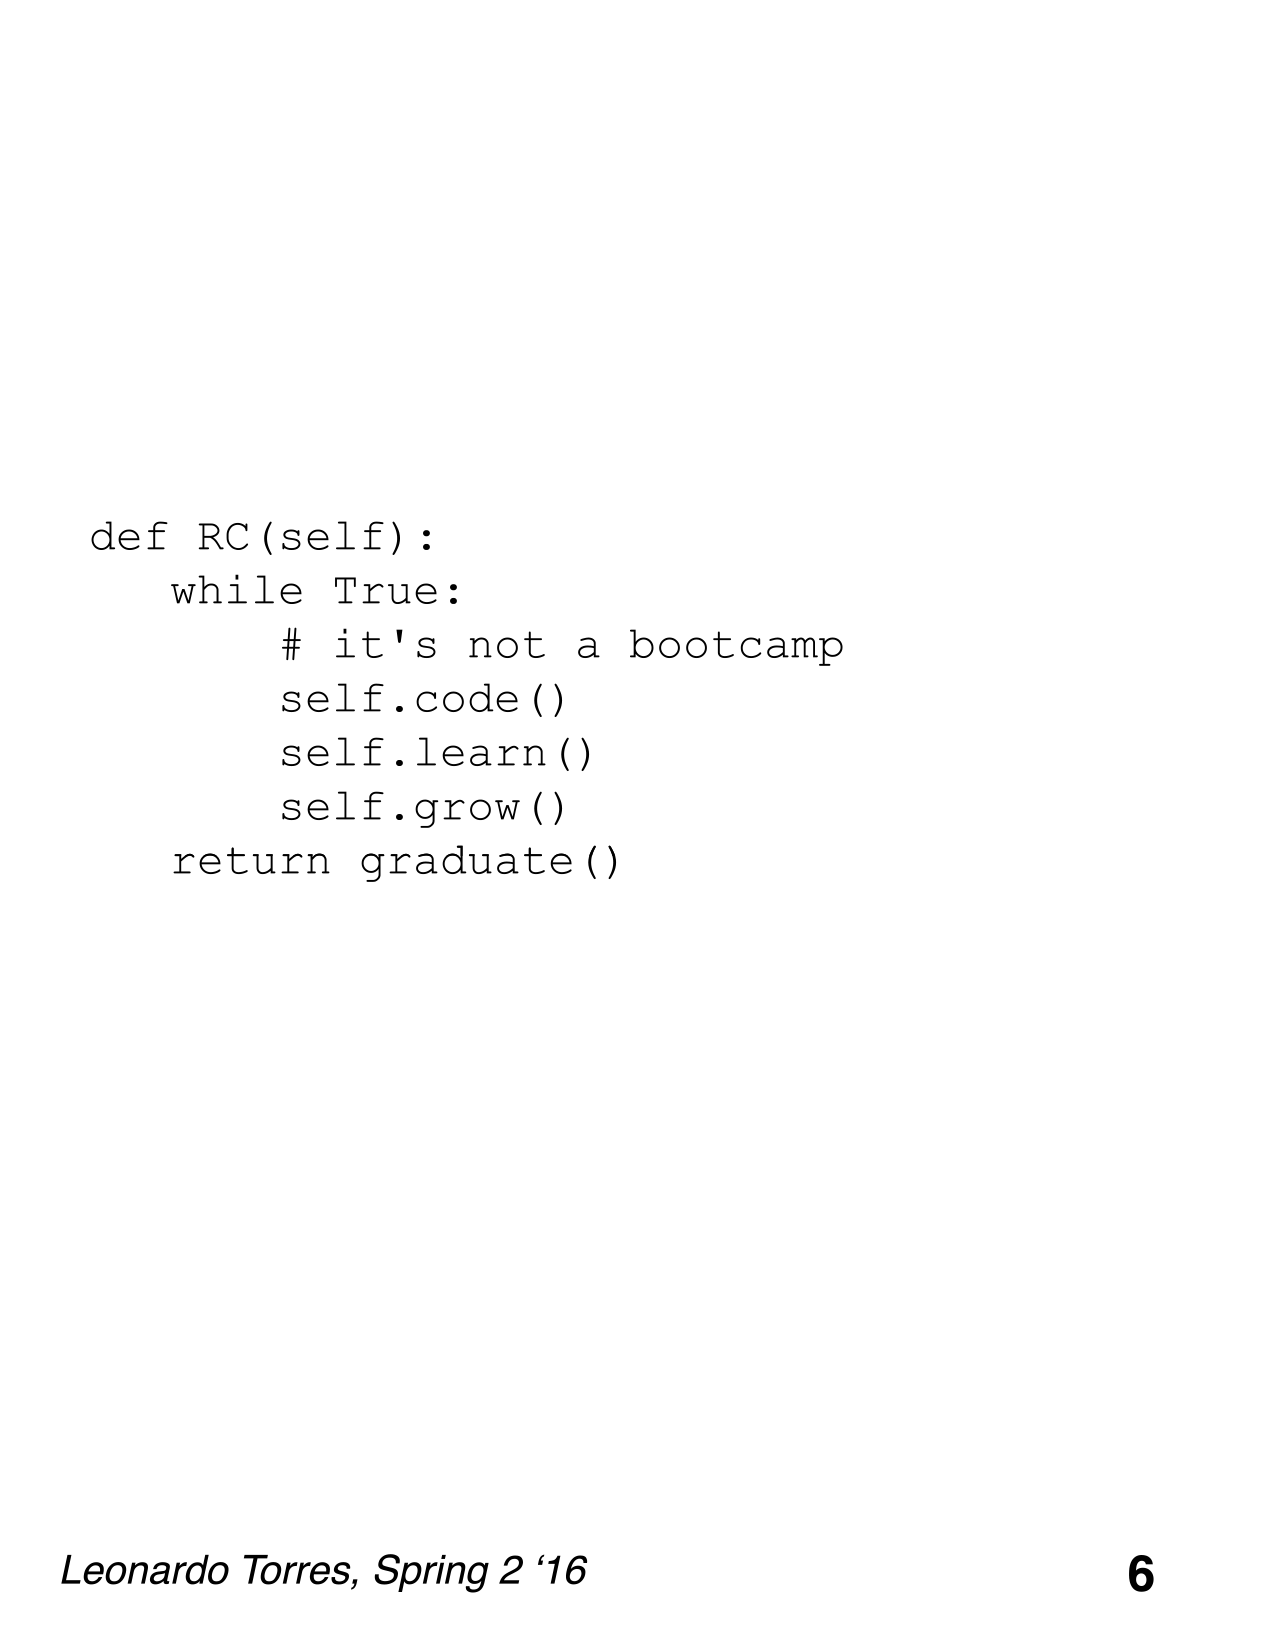 def RC(self):
   while True:
       # it's not a bootcamp
       self.code()
       self.learn()
       self.grow()
   return graduate()
Leonardo Torres, Spring 2 ‘16
6